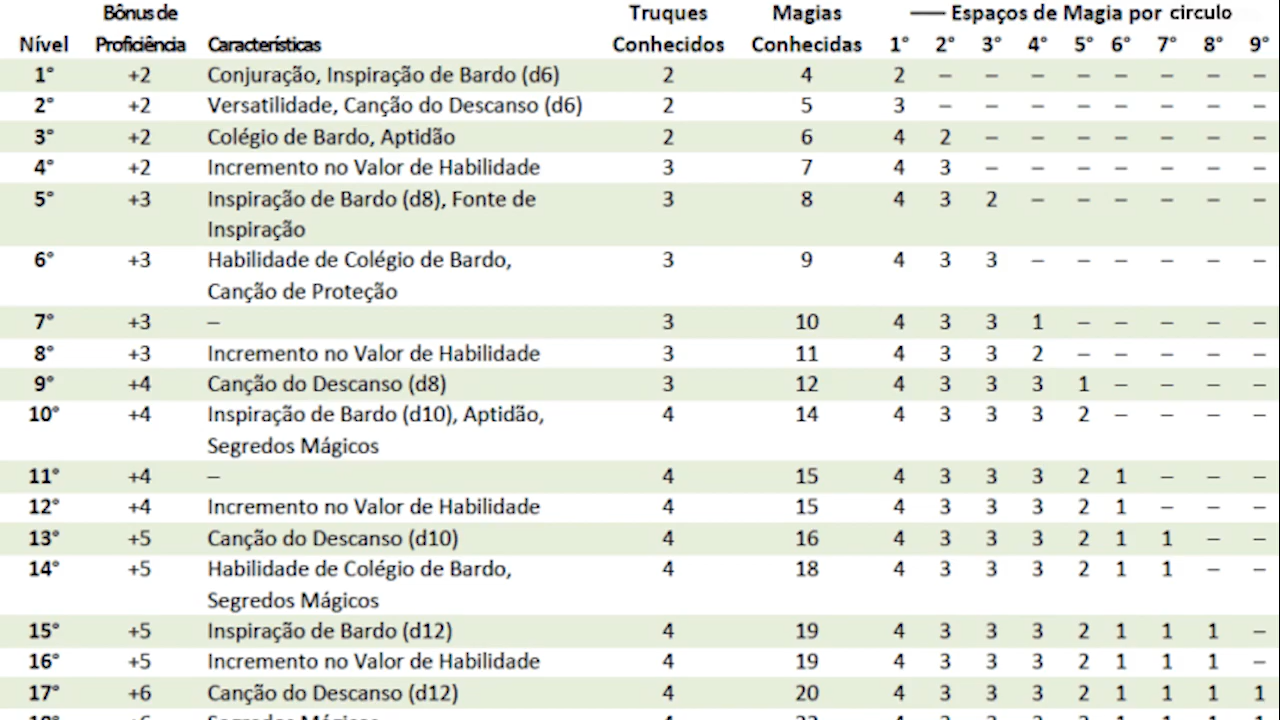 Bônus de Truques Magias —— Espaços de Magia por circulo
Nível Proficiência Características Conhecidos Conhecidas 1° 2° 3° 4° 5° 6° 7° 8° 9°
1° +2 Conjuração, Inspiração de Bardo (d6) 2 4 2 – – – – – – – –
2° +2 Versatilidade, Canção do Descanso (d6) 2 5 3 – – – – – – – –
3° +2 Colégio de Bardo, Aptidão 2 6 4 2 – – – – – – –
4° +2 Incremento no Valor de Habilidade 3 7 4 3 – – – – – – –
5° +3 Inspiração de Bardo (d8), Fonte de 3 8 4 3 2 – – – – – –
Inspiração
6° +3 Habilidade de Colégio de Bardo, 3 9 4 3 3 – – – – – –
Canção de Proteção
7° +3 – 3 10 4 3 3 1 – – – – –
8° +3 Incremento no Valor de Habilidade 3 11 4 3 3 2 – – – – –
9° +4 Canção do Descanso (d8) 3 12 4 3 3 3 1 – – – –
10° +4 Inspiração de Bardo (d10), Aptidão, 4 14 4 3 3 3 2 – – – –
Segredos Mágicos
11° +4 – 4 15 4 3 3 3 2 1 – – –
12° +4 Incremento no Valor de Habilidade 4 15 4 3 3 3 2 1 – – –
13° +5 Canção do Descanso (d10) 4 16 4 3 3 3 2 1 1 – –
14° +5 Habilidade de Colégio de Bardo, 4 18 4 3 3 3 2 1 1 – –
Segredos Mágicos
15° +5 Inspiração de Bardo (d12) 4 19 4 3 3 3 2 1 1 1 –
16° +5 Incremento no Valor de Habilidade 4 19 4 3 3 3 2 1 1 1 –
17° +6 Canção do Descanso (d12) 4 20 4 3 3 3 2 1 1 1 1
Segredos Mágicos